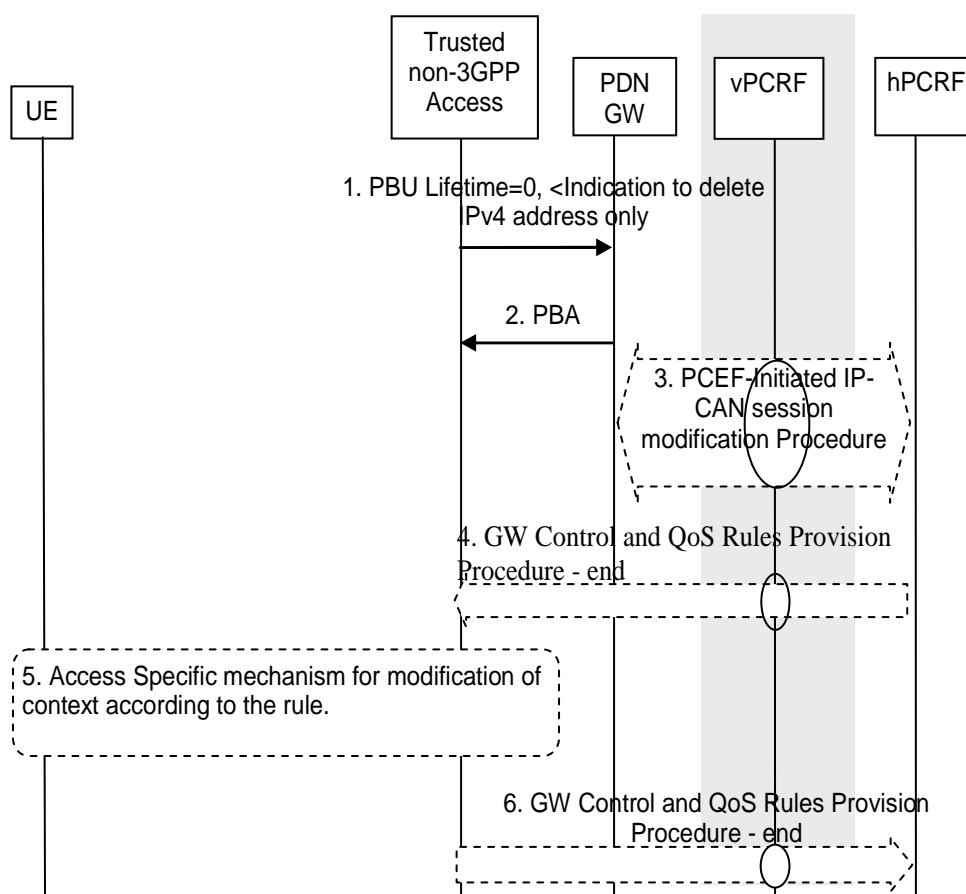 Trusted
non-3GPP
Access
UE
PDN
GW
vPCRF
hPCRF
1. PBU Lifetime=0, <Indication to delete
IPv4 address only
2. PBA
3. PCEF-Initiated IP-
CAN session
modification Procedure
4. GW Control and QoS Rules Provision
Procedure - end
5. Access Specific mechanism for modification of
context according to the rule.
6. GW Control and QoS Rules Provision
Procedure - end